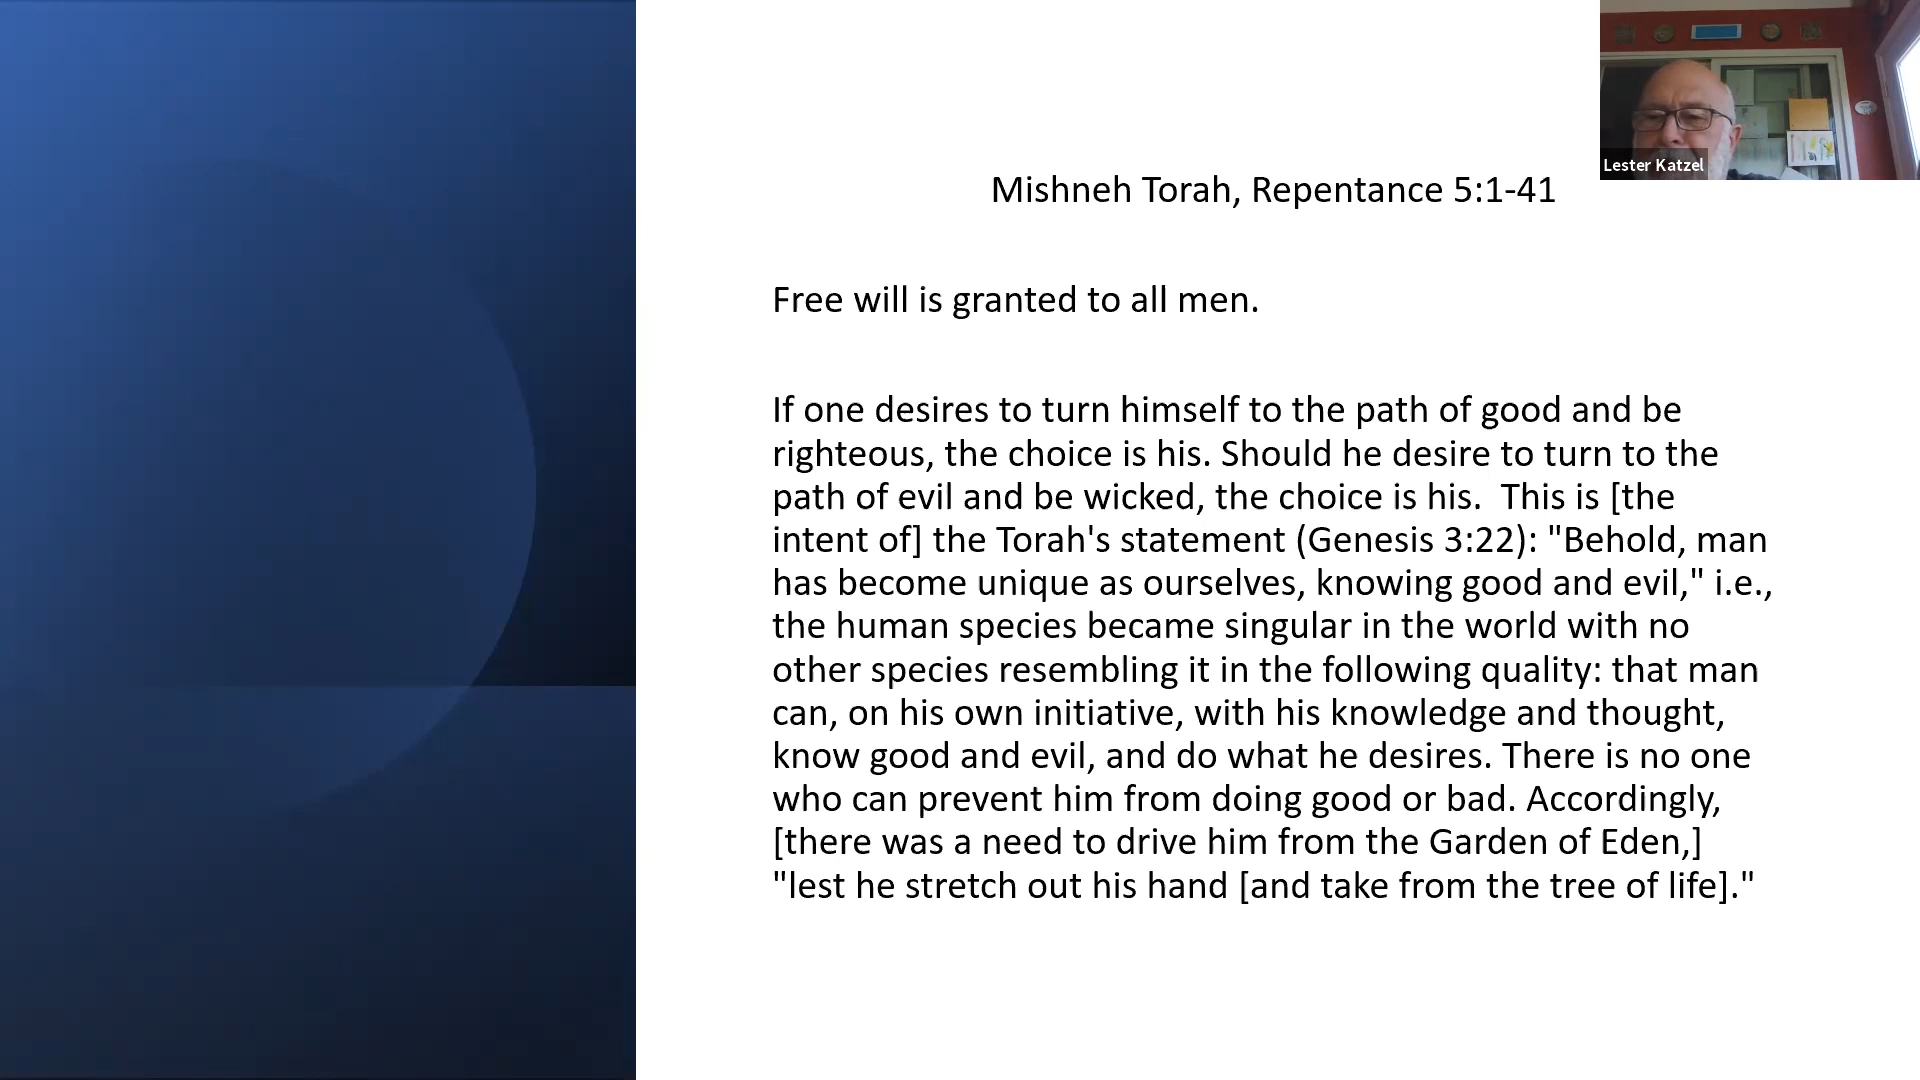 Lester Katzel
Mishneh Torah, Repentance 5:1-41
Free will is granted to all men.
If one desires to turn himself to the path of good and be
righteous, the choice is his. Should he desire to turn to the
path of evil and be wicked, the choice is his.  This is [the
intent of] the Torah's statement (Genesis 3:22): "Behold, man
has become unique as ourselves, knowing good and evil," i.e.,
the human species became singular in the world with no
other species resembling it in the following quality: that man
can, on his own initiative, with his knowledge and thought,
know good and evil, and do what he desires. There is no one
who can prevent him from doing good or bad. Accordingly,
[there was a need to drive him from the Garden of Eden,]
"lest he stretch out his hand [and take from the tree of life]."